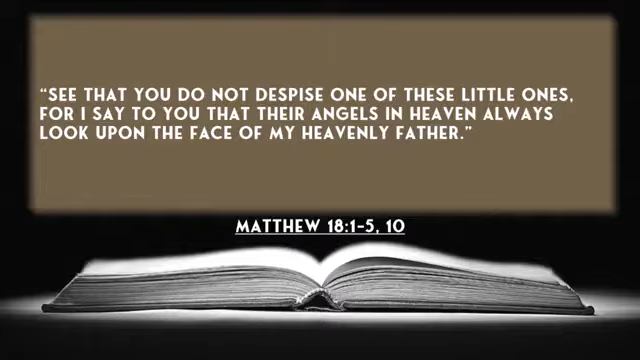 “SEE THAT YOU DO NOT DESPISE ONE OF THESE LITTLE ONES,
FOR I SAY TO YOU THAT THEIR ANGELS IN HEAVEN ALWAYS
LOOK UPON THE FACE OF MY HEAVENLY FATHER.”
MATTHEW 18:1-5, 10